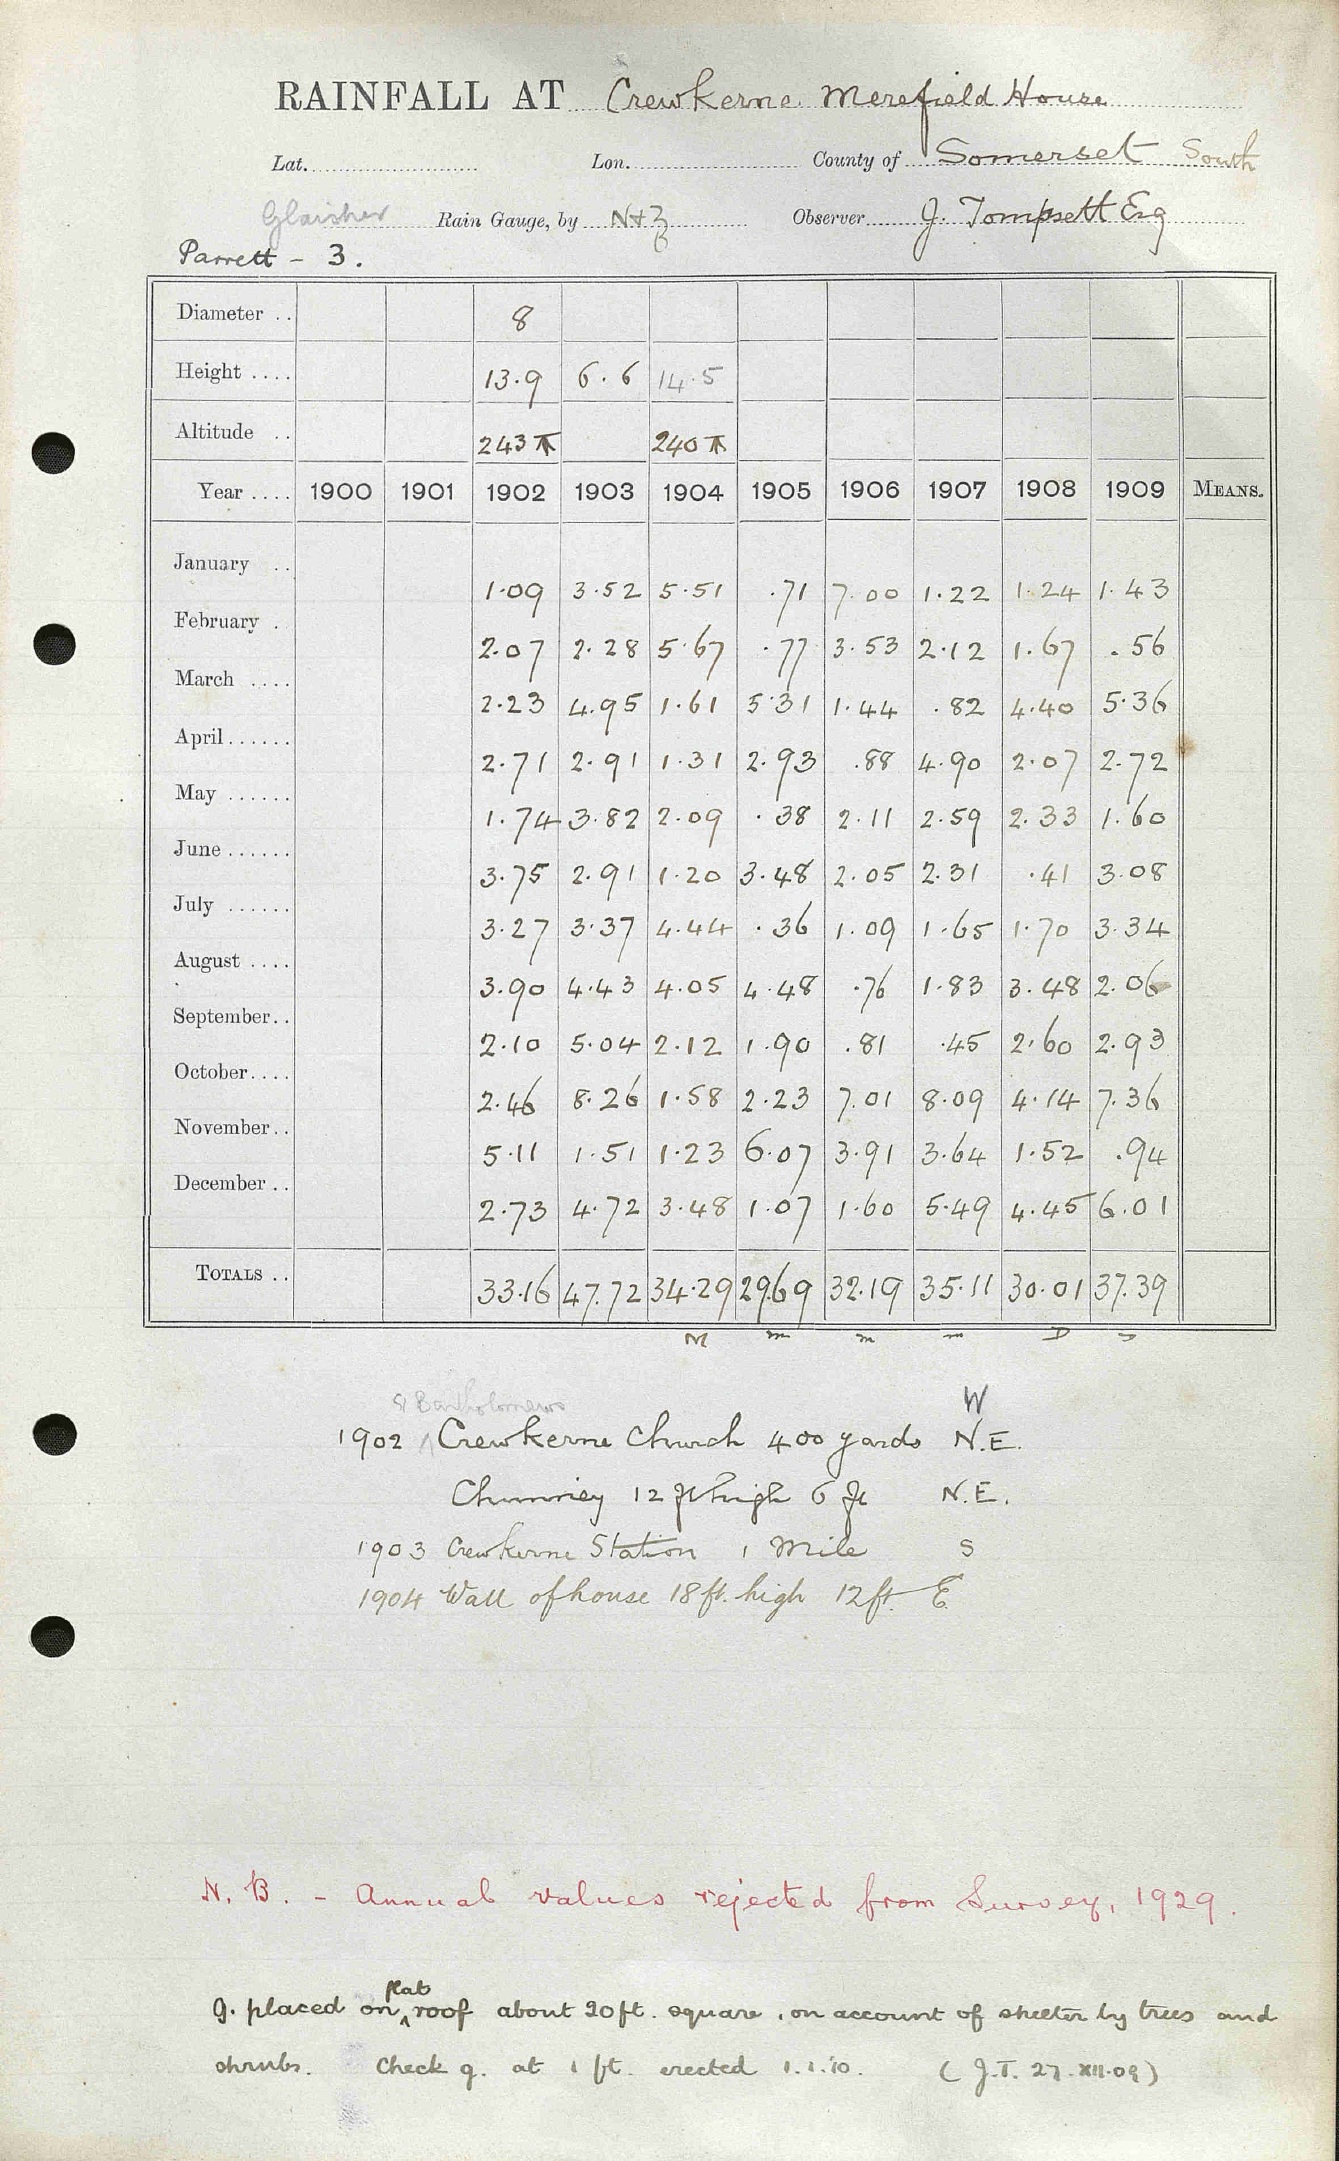 RAINFALL AT Crewkerne Merefield House
Lat. Lon. County of Somerset South
Glaisher Rain Gauge, by N+Z Observer J. Tompsett Esq
Parrett - 3.
Diameter .. 8
Height .... 13.9 6.6 14.5
Altitude .. 243 240
Year .... 1900 1901 1902 1903 1904 1905 1906 1907 1908 1909 MEANS.
January .. 1.09 3.52 5.51 .71 7.00 1.22 1.24 1.43
February . 2.07 2.28 5.67 .77 3.53 2.12 1.67 .56
March .... 2.23 4.95 1.61 5.31 1.44 .82 4.40 5.36
April ...... 2.71 2.91 1.31 2.93 .88 4.90 2.07 2.72
May ...... 1.74 3.82 2.09 .38 2.11 2.59 2.33 1.60
June ...... 3.75 2.91 1.20 3.48 2.05 2.31 .41 3.08
July ...... 3.27 3.37 4.44 .36 1.09 1.65 1.70 3.34
August .... 3.90 4.43 4.05 4.48 .76 1.83 3.48 2.06
September.. 2.10 5.04 2.12 1.90 .81 .45 2.60 2.93
October.... 2.46 8.26 1.58 2.23 7.01 8.09 4.14 7.36
November.. 5.11 1.51 1.23 6.07 3.91 3.64 1.52 .94
December .. 2.73 4.72 3.48 1.07 1.60 5.49 4.45 6.01
TOTALS .. 33.16 47.72 34.29 29.69 32.19 35.11 30.01 37.39
St Bartholomews W
1902 Crewkerne Church 400 yards N.E.
Chimney 12 ft high 6 ft N.E.
1903 Crewkerne Station 1 Mile S
1904 Wall of house 18 ft. high 12 ft. E
N.B. - Annual values rejected from Survey, 1929.
flat
g. placed on roof about 20 ft. square, on account of shelter by trees and
shrubs. Check g. at 1 ft. erected 1.1.10. (J.T. 27.XII.09)